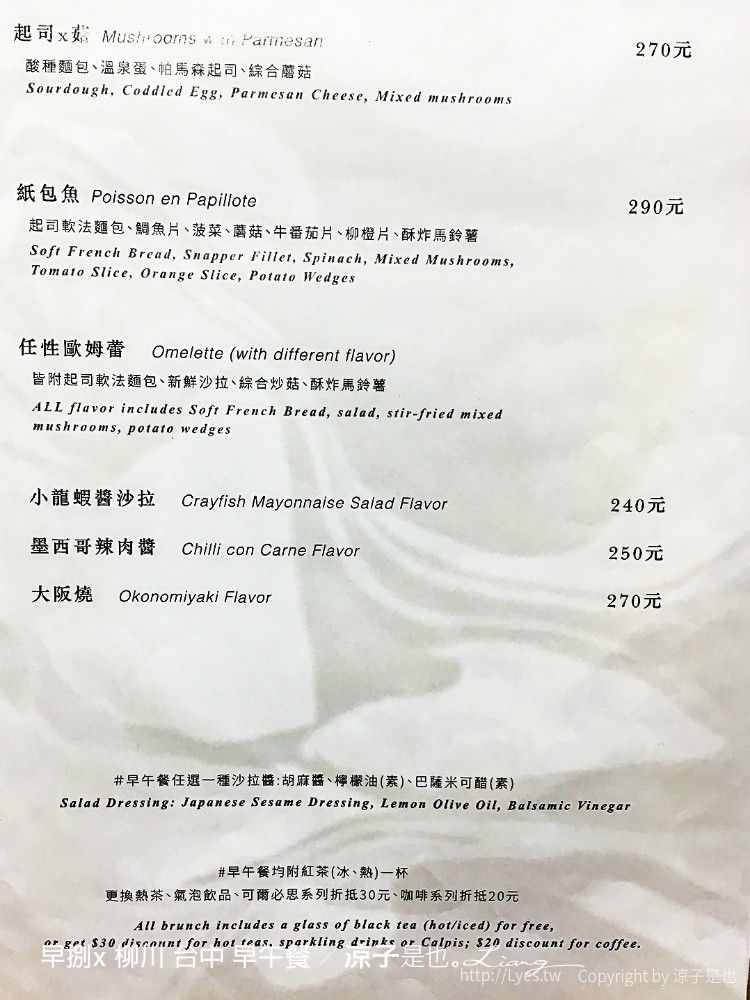 起司x菇 Mushrooms with Parmesan 270元
酸種麵包、溫泉蛋、帕馬森起司、綜合蘑菇
Sourdough, Coddled Egg, Parmesan Cheese, Mixed mushrooms
紙包魚 Poisson en Papillote 290元
起司軟法麵包、鯛魚片、菠菜、蘑菇、牛番茄片、柳橙片、酥炸馬鈴薯
Soft French Bread, Snapper Fillet, Spinach, Mixed Mushrooms,
Tomato Slice, Orange Slice, Potato Wedges
任性歐姆蕾 Omelette (with different flavor)
皆附起司軟法麵包、新鮮沙拉、綜合炒菇、酥炸馬鈴薯
ALL flavor includes Soft French Bread, salad, stir-fried mixed
mushrooms, potato wedges
小龍蝦醬沙拉 Crayfish Mayonnaise Salad Flavor 240元
墨西哥辣肉醬 Chilli con Carne Flavor 250元
大阪燒 Okonomiyaki Flavor 270元
#早午餐任選一種沙拉醬:胡麻醬、檸檬油(素)、巴薩米可醋(素)
Salad Dressing: Japanese Sesame Dressing, Lemon Olive Oil, Balsamic Vinegar
#早午餐均附紅茶(冰、熱)一杯
更換熱茶、氣泡飲品、可爾必思系列折抵30元、咖啡系列折抵20元
All brunch includes a glass of black tea (hot/iced) for free,
or get $30 discount for hot teas, sparkling drinks or Calpis; $20 discount for coffee.
早捌x 柳川 台中 早午餐 / 涼子是也。Liang
http://Lyes.tw Copyright by 涼子是也